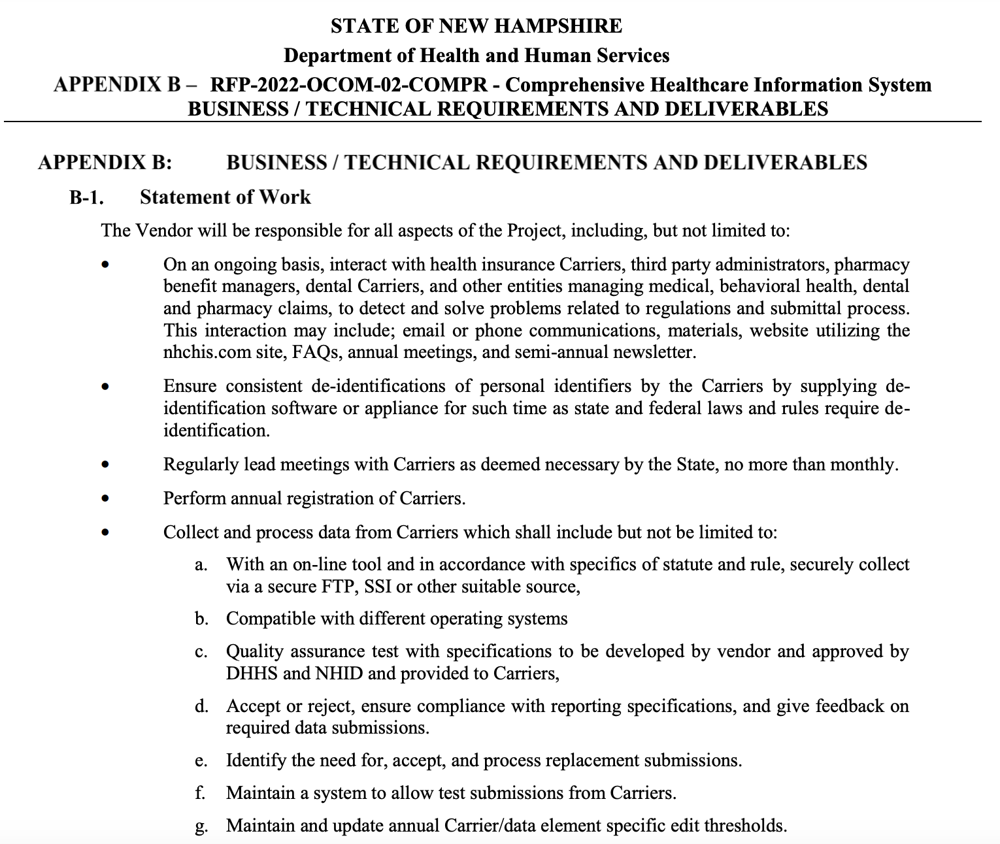 STATE OF NEW HAMPSHIRE
Department of Health and Human Services
APPENDIX B – RFP-2022-OCOM-02-COMPR - Comprehensive Healthcare Information System
BUSINESS / TECHNICAL REQUIREMENTS AND DELIVERABLES
APPENDIX B: BUSINESS / TECHNICAL REQUIREMENTS AND DELIVERABLES
B-1. Statement of Work
The Vendor will be responsible for all aspects of the Project, including, but not limited to:
• On an ongoing basis, interact with health insurance Carriers, third party administrators, pharmacy
benefit managers, dental Carriers, and other entities managing medical, behavioral health, dental
and pharmacy claims, to detect and solve problems related to regulations and submittal process.
This interaction may include; email or phone communications, materials, website utilizing the
nhchis.com site, FAQs, annual meetings, and semi-annual newsletter.
• Ensure consistent de-identifications of personal identifiers by the Carriers by supplying de-
identification software or appliance for such time as state and federal laws and rules require de-
identification.
• Regularly lead meetings with Carriers as deemed necessary by the State, no more than monthly.
• Perform annual registration of Carriers.
• Collect and process data from Carriers which shall include but not be limited to:
a. With an on-line tool and in accordance with specifics of statute and rule, securely collect
via a secure FTP, SSI or other suitable source,
b. Compatible with different operating systems
c. Quality assurance test with specifications to be developed by vendor and approved by
DHHS and NHID and provided to Carriers,
d. Accept or reject, ensure compliance with reporting specifications, and give feedback on
required data submissions.
e. Identify the need for, accept, and process replacement submissions.
f. Maintain a system to allow test submissions from Carriers.
g. Maintain and update annual Carrier/data element specific edit thresholds.